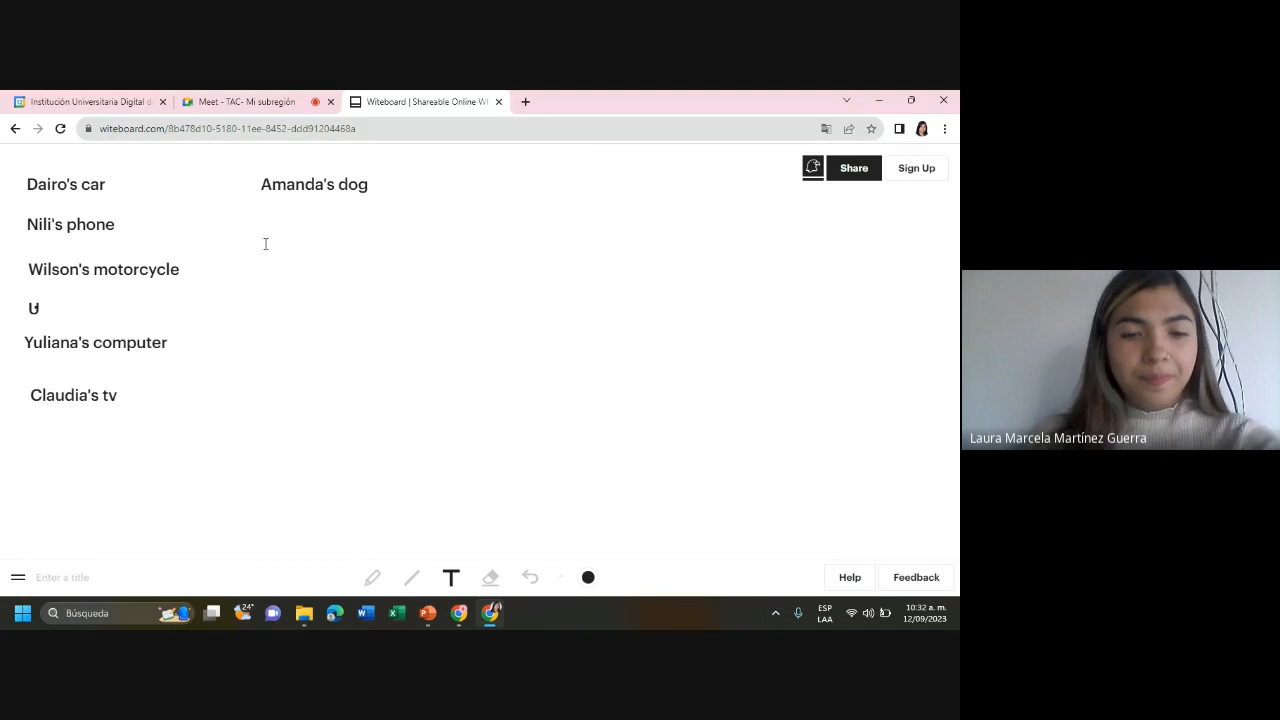 Institución Universitaria Digital d
Meet - TAC- Mi subregión
Witeboard | Shareable Online Wh
witeboard.com/8b478d10-5180-11ee-8452-ddd91204468a
Share
Sign Up
Dairo's car
Amanda's dog
Nili's phone
Wilson's motorcycle
Yuliana's computer
Claudia's tv
Laura Marcela Martínez Guerra
Enter a title
T
Help
Feedback
Búsqueda
24°
ESP
LAA
10:32 a. m.
12/09/2023